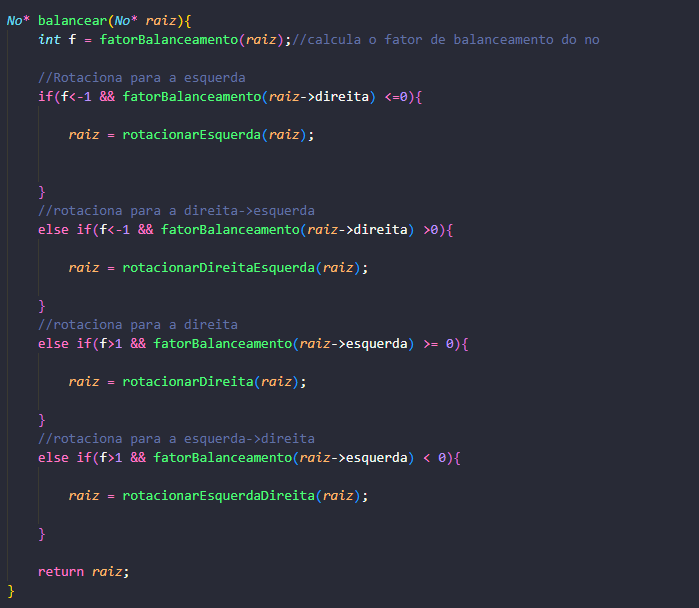 No* balancear(No* raiz){
    int f = fatorBalanceamento(raiz);//calcula o fator de balanceamento do no
    //Rotaciona para a esquerda
    if(f<-1 && fatorBalanceamento(raiz->direita) <=0){
        raiz = rotacionarEsquerda(raiz);
    }
    //rotaciona para a direita->esquerda
    else if(f<-1 && fatorBalanceamento(raiz->direita) >0){
        raiz = rotacionarDireitaEsquerda(raiz);
    }
    //rotaciona para a direita
    else if(f>1 && fatorBalanceamento(raiz->esquerda) >= 0){
        raiz = rotacionarDireita(raiz);
    }
    //rotaciona para a esquerda->direita
    else if(f>1 && fatorBalanceamento(raiz->esquerda) < 0){
        raiz = rotacionarEsquerdaDireita(raiz);
    }
    return raiz;
}